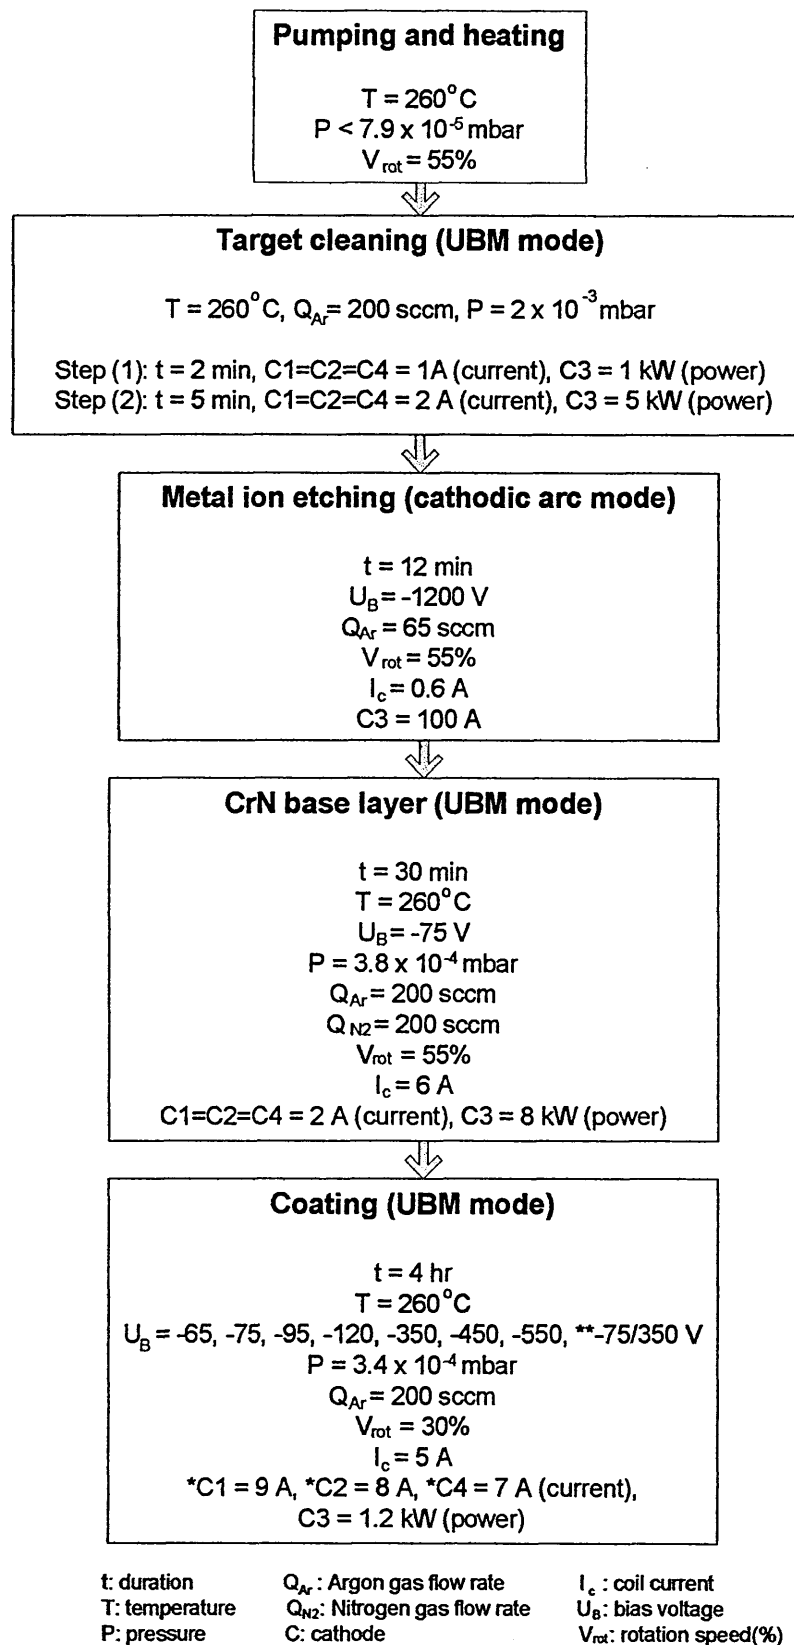 Pumping and heating
T = 260°C
P < 7.9 x 10⁻⁵ mbar
V_rot = 55%
Target cleaning (UBM mode)
T = 260°C, Q_Ar = 200 sccm, P = 2 x 10⁻³ mbar
Step (1): t = 2 min, C1=C2=C4 = 1A (current), C3 = 1 kW (power)
Step (2): t = 5 min, C1=C2=C4 = 2 A (current), C3 = 5 kW (power)
Metal ion etching (cathodic arc mode)
t = 12 min
U_B = -1200 V
Q_Ar = 65 sccm
V_rot = 55%
I_c = 0.6 A
C3 = 100 A
CrN base layer (UBM mode)
t = 30 min
T = 260°C
U_B = -75 V
P = 3.8 x 10⁻⁴ mbar
Q_Ar = 200 sccm
Q_N2 = 200 sccm
V_rot = 55%
I_c = 6 A
C1=C2=C4 = 2 A (current), C3 = 8 kW (power)
Coating (UBM mode)
t = 4 hr
T = 260°C
U_B = -65, -75, -95, -120, -350, -450, -550, **-75/350 V
P = 3.4 x 10⁻⁴ mbar
Q_Ar = 200 sccm
V_rot = 30%
I_c = 5 A
*C1 = 9 A, *C2 = 8 A, *C4 = 7 A (current),
C3 = 1.2 kW (power)
t: duration Q_Ar : Argon gas flow rate I_c : coil current
T: temperature Q_N2: Nitrogen gas flow rate U_B: bias voltage
P: pressure C: cathode V_rot: rotation speed(%)